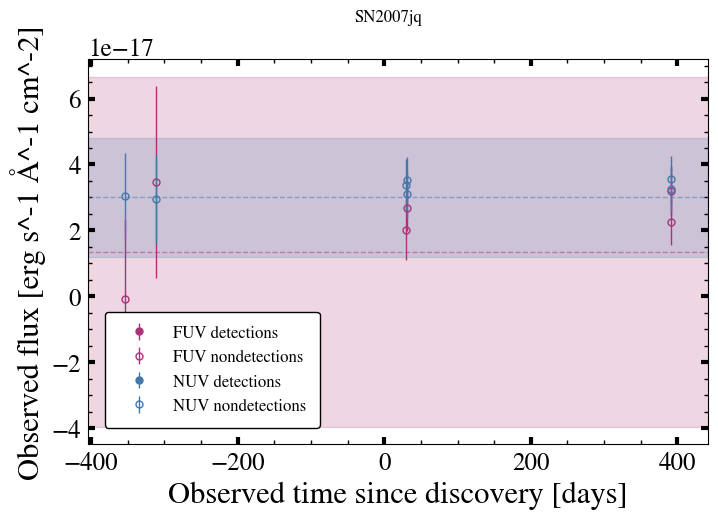 SN2007jq
1e−17
Observed flux [erg s^-1 Å^-1 cm^-2]
6
4
2
0
−2
−4
FUV detections
FUV nondetections
NUV detections
NUV nondetections
−400 −200 0 200 400
Observed time since discovery [days]